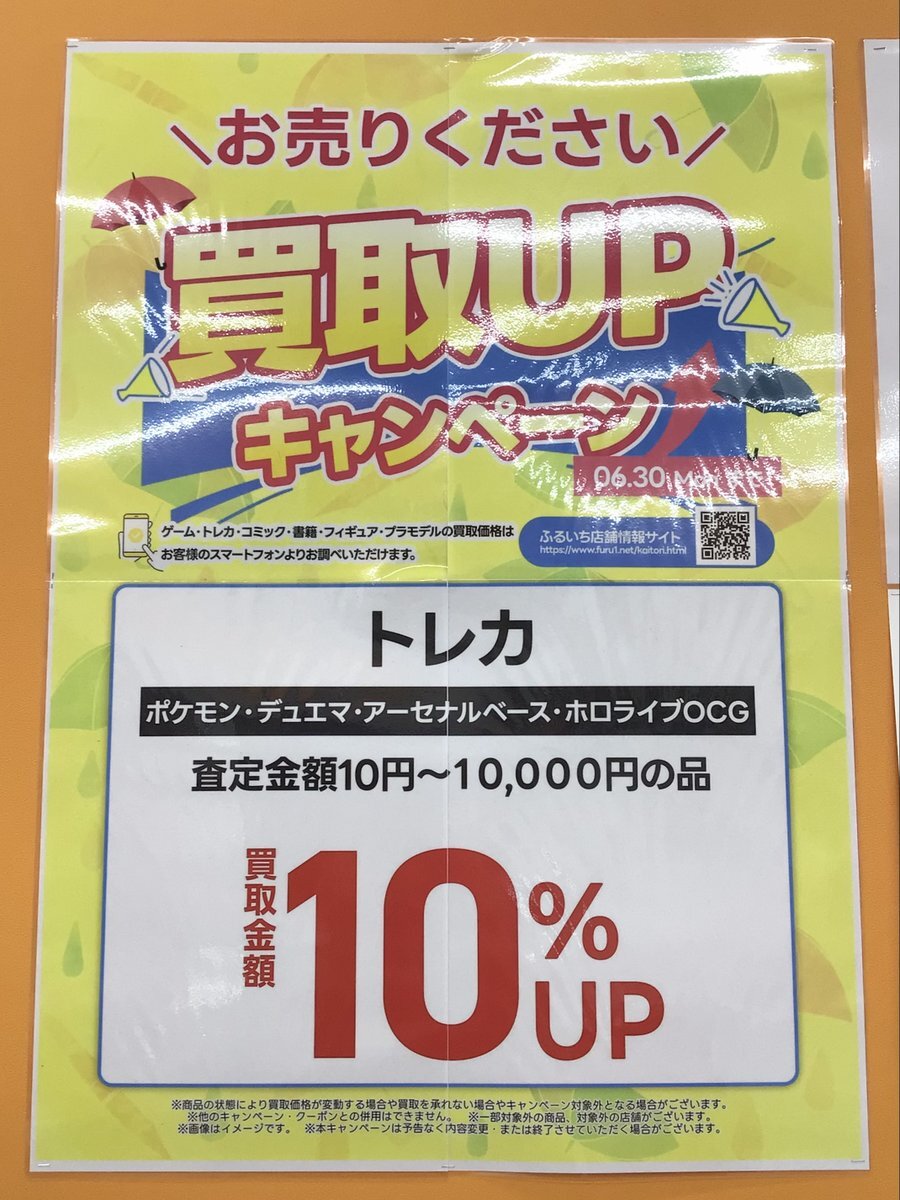 お売りください
買取UP
キャンペーン
06.30 Mon まで
ゲーム・トレカ・コミック・書籍・フィギュア・プラモデルの買取価格は
お客様のスマートフォンよりお調べいただけます。
ふるいち店舗情報サイト
https://www.furu1.net/kaitori.html
トレカ
ポケモン・デュエマ・アーセナルベース・ホロライブOCG
査定金額10円～10,000円の品
買取金額
10%UP
※商品の状態により買取価格が変動する場合や買取を承れない場合やキャンペーン対象外となる場合がございます。
※他のキャンペーン・クーポンとの併用はできません。 ※一部対象外の商品、対象外の店舗がございます。
※画像はイメージです。 ※本キャンペーンは予告なく内容変更・または終了させていただく場合がございます。